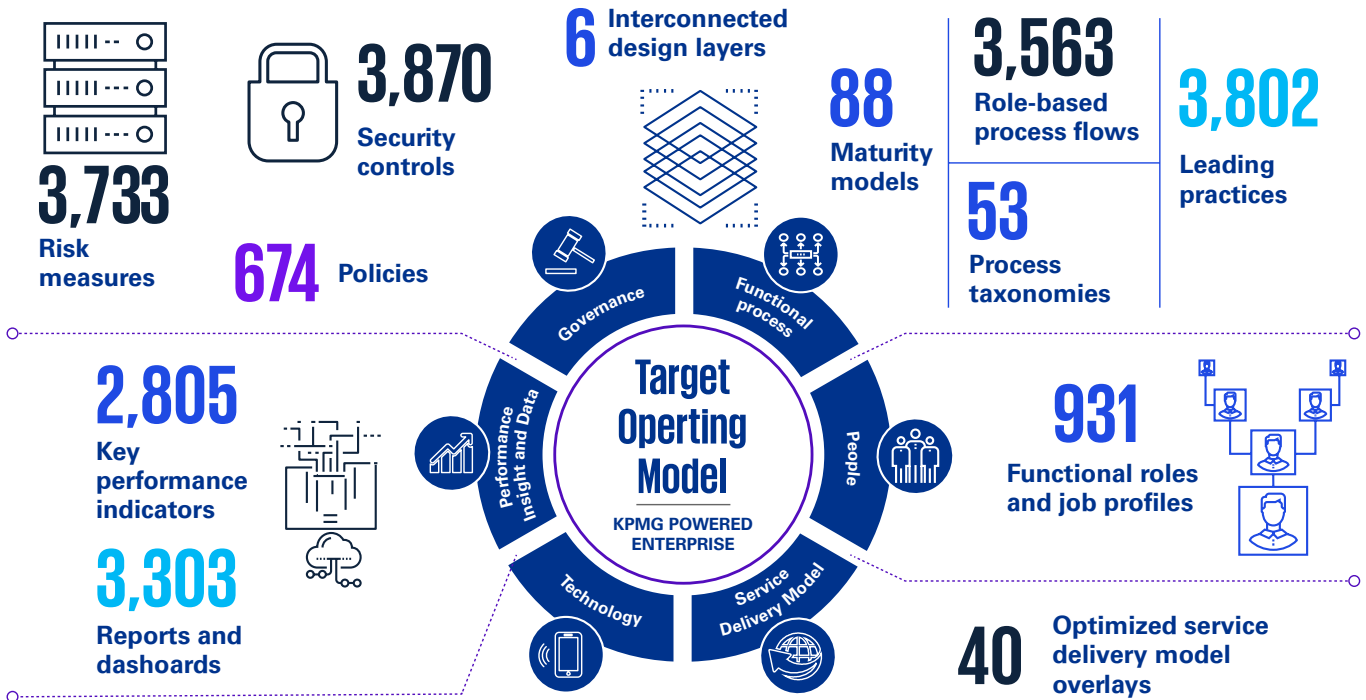 3,733
Risk
measures
3,870
Security
controls
674
Policies
6
Interconnected
design layers
88
Maturity
models
3,563
Role-based
process flows
53
Process
taxonomies
3,802
Leading
practices
2,805
Key
performance
indicators
3,303
Reports and
dashoards
Governance
Functional
process
People
Service
Delivery Model
Technology
Performance
Insight and Data
Target
Operting
Model
KPMG POWERED
ENTERPRISE
931
Functional roles
and job profiles
40
Optimized service
delivery model
overlays